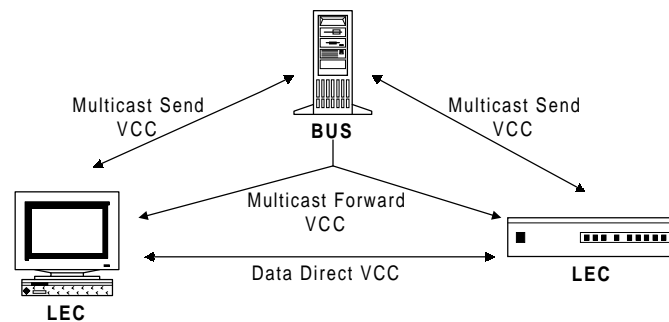 Multicast Send
VCC
BUS
Multicast Send
VCC
Multicast Forward
VCC
Data Direct VCC
LEC
LEC